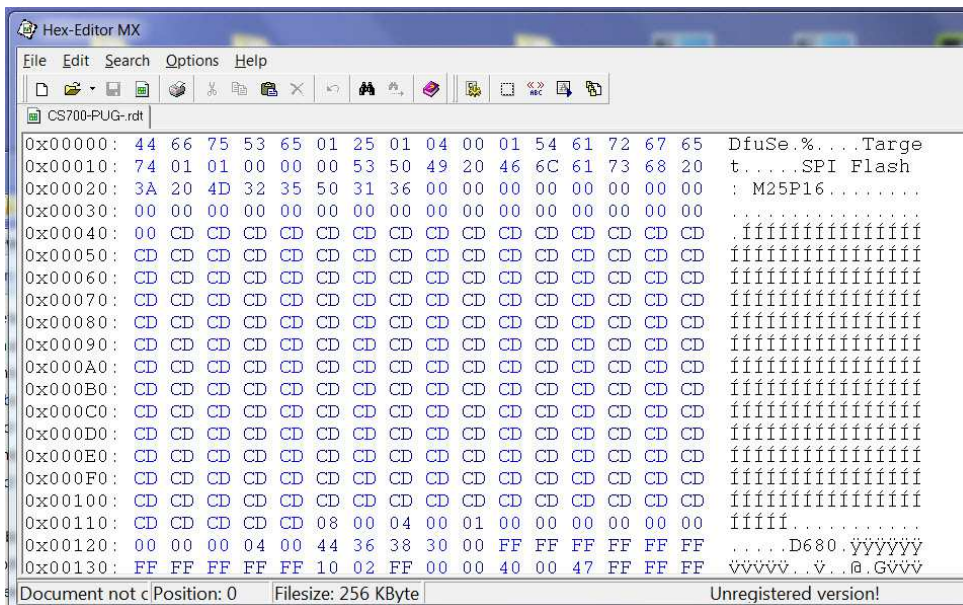 Hex-Editor MX
File Edit Search Options Help
CS700-PUG-.rdt
0x00000: 44 66 75 53 65 01 25 01 04 00 01 54 61 72 67 65 DfuSe.%....Targe
0x00010: 74 01 01 00 00 00 53 50 49 20 46 6C 61 73 68 20 t.....SPI Flash
0x00020: 3A 20 4D 32 35 50 31 36 00 00 00 00 00 00 00 00 : M25P16........
0x00030: 00 00 00 00 00 00 00 00 00 00 00 00 00 00 00 00 ................
0x00040: 00 CD CD CD CD CD CD CD CD CD CD CD CD CD CD CD .ÍÍÍÍÍÍÍÍÍÍÍÍÍÍÍ
0x00050: CD CD CD CD CD CD CD CD CD CD CD CD CD CD CD CD ÍÍÍÍÍÍÍÍÍÍÍÍÍÍÍÍ
0x00060: CD CD CD CD CD CD CD CD CD CD CD CD CD CD CD CD ÍÍÍÍÍÍÍÍÍÍÍÍÍÍÍÍ
0x00070: CD CD CD CD CD CD CD CD CD CD CD CD CD CD CD CD ÍÍÍÍÍÍÍÍÍÍÍÍÍÍÍÍ
0x00080: CD CD CD CD CD CD CD CD CD CD CD CD CD CD CD CD ÍÍÍÍÍÍÍÍÍÍÍÍÍÍÍÍ
0x00090: CD CD CD CD CD CD CD CD CD CD CD CD CD CD CD CD ÍÍÍÍÍÍÍÍÍÍÍÍÍÍÍÍ
0x000A0: CD CD CD CD CD CD CD CD CD CD CD CD CD CD CD CD ÍÍÍÍÍÍÍÍÍÍÍÍÍÍÍÍ
0x000B0: CD CD CD CD CD CD CD CD CD CD CD CD CD CD CD CD ÍÍÍÍÍÍÍÍÍÍÍÍÍÍÍÍ
0x000C0: CD CD CD CD CD CD CD CD CD CD CD CD CD CD CD CD ÍÍÍÍÍÍÍÍÍÍÍÍÍÍÍÍ
0x000D0: CD CD CD CD CD CD CD CD CD CD CD CD CD CD CD CD ÍÍÍÍÍÍÍÍÍÍÍÍÍÍÍÍ
0x000E0: CD CD CD CD CD CD CD CD CD CD CD CD CD CD CD CD ÍÍÍÍÍÍÍÍÍÍÍÍÍÍÍÍ
0x000F0: CD CD CD CD CD CD CD CD CD CD CD CD CD CD CD CD ÍÍÍÍÍÍÍÍÍÍÍÍÍÍÍÍ
0x00100: CD CD CD CD CD CD CD CD CD CD CD CD CD CD CD CD ÍÍÍÍÍÍÍÍÍÍÍÍÍÍÍÍ
0x00110: CD CD CD CD CD 08 00 04 00 01 00 00 00 00 00 00 ÍÍÍÍÍ...........
0x00120: 00 00 00 04 00 44 36 38 30 00 FF FF FF FF FF FF .....D680.ÿÿÿÿÿÿ
0x00130: FF FF FF FF FF 10 02 FF 00 00 40 00 47 FF FF FF ÿÿÿÿÿ..ÿ..@.Gÿÿÿ
Document not c Position: 0 Filesize: 256 KByte Unregistered version!